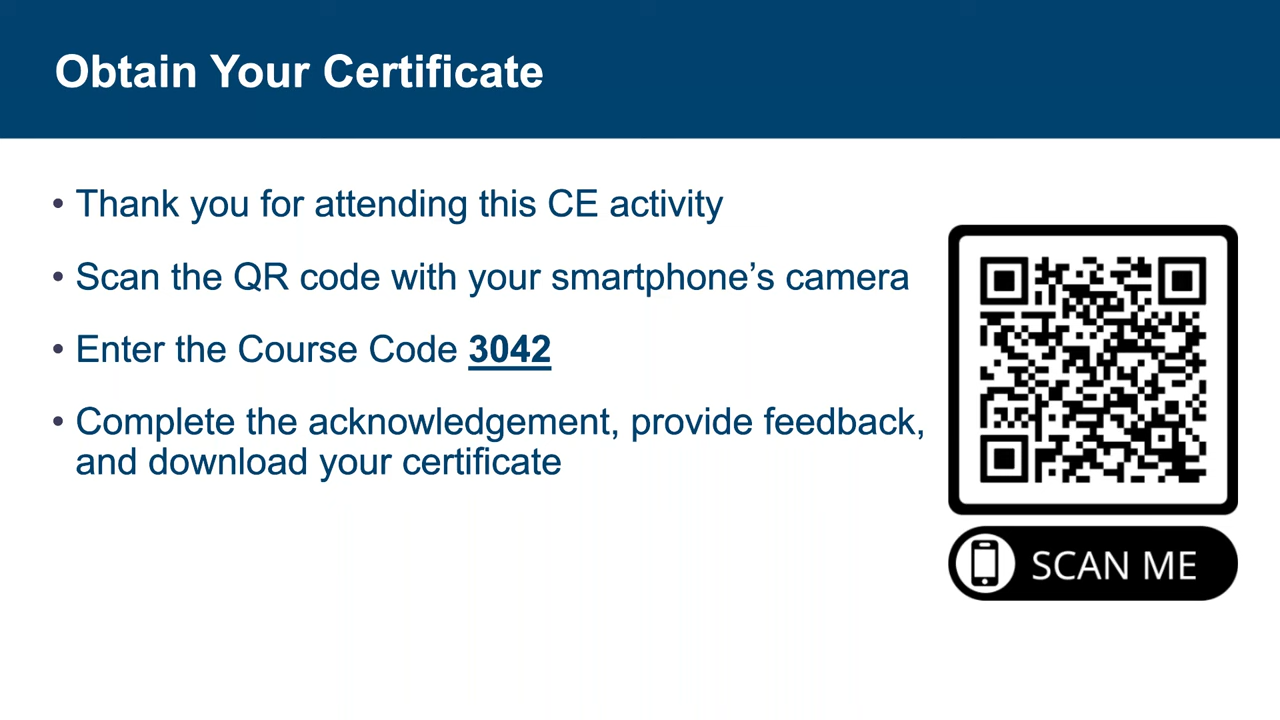 Obtain Your Certificate
• Thank you for attending this CE activity
• Scan the QR code with your smartphone’s camera
• Enter the Course Code 3042
• Complete the acknowledgement, provide feedback,
and download your certificate
SCAN ME